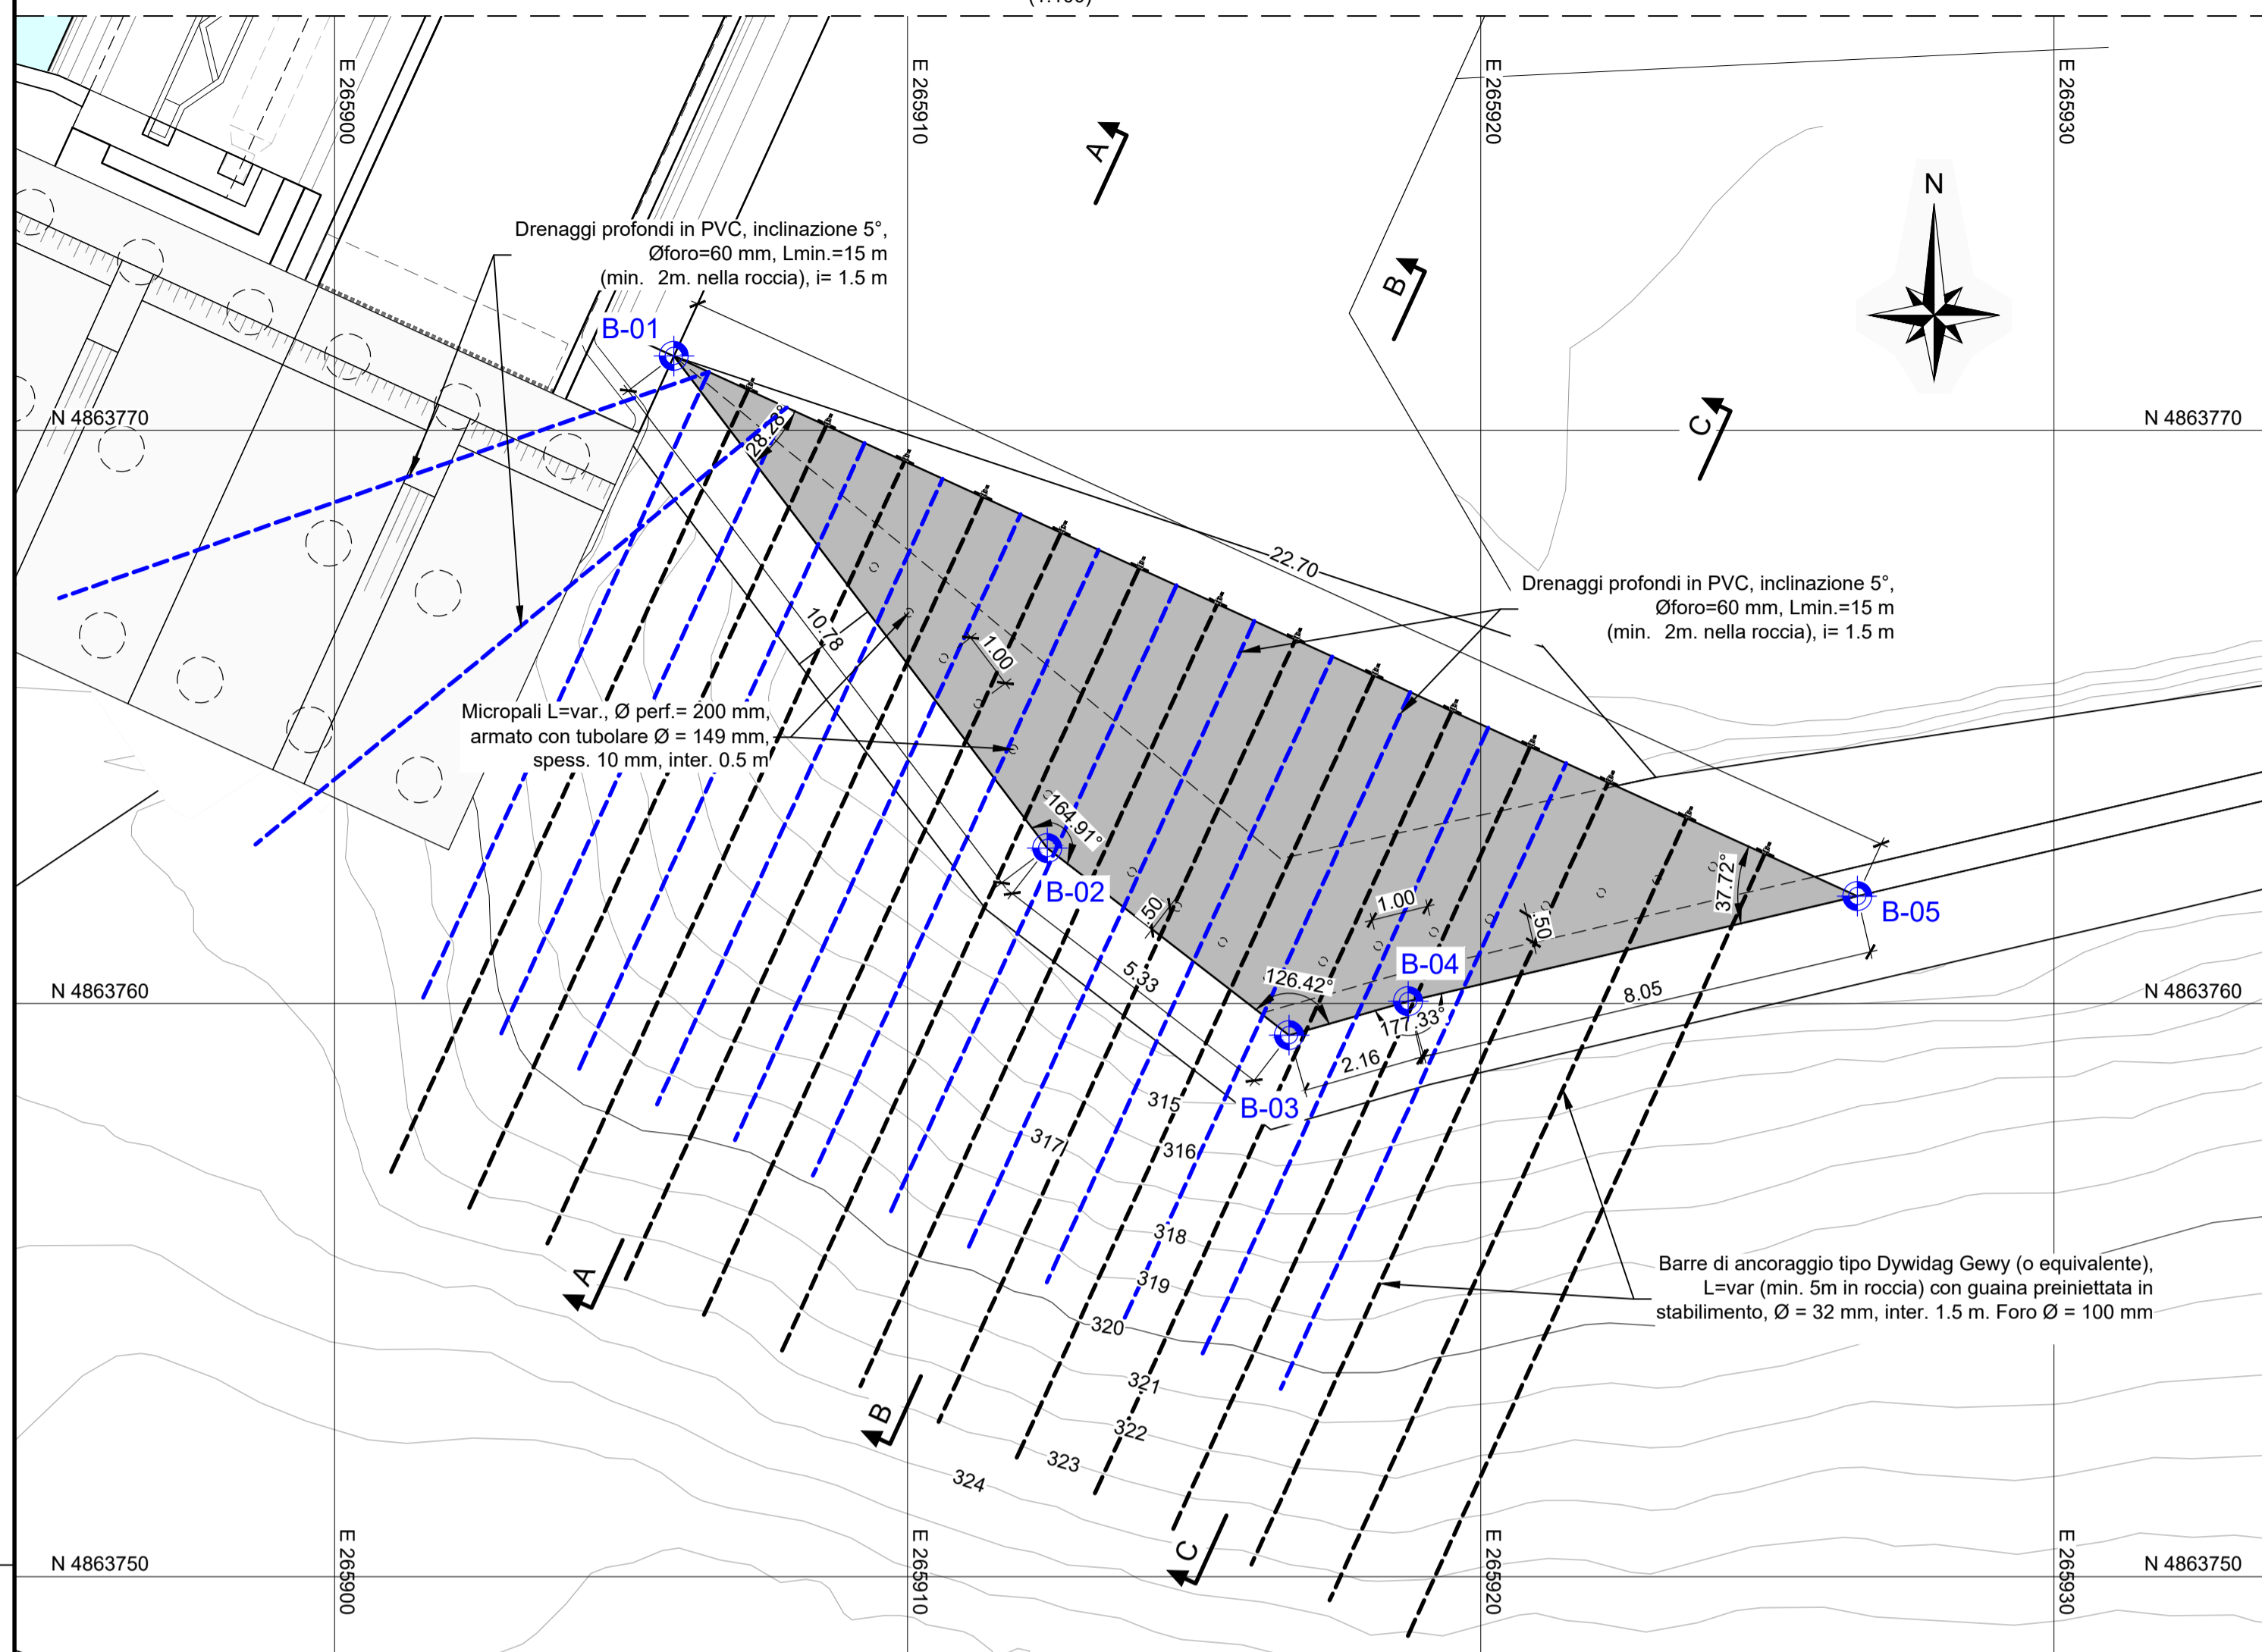 (1:100)
E 265900
E 265910
E 265920
E 265930
N
A
B
C
Drenaggi profondi in PVC, inclinazione 5°,
Øforo=60 mm, Lmin.=15 m
(min. 2m. nella roccia), i= 1.5 m
B-01
N 4863770
N 4863770
28.28°
22.70
Drenaggi profondi in PVC, inclinazione 5°,
Øforo=60 mm, Lmin.=15 m
(min. 2m. nella roccia), i= 1.5 m
10.78
1.00
Micropali L=var., Ø perf.= 200 mm,
armato con tubolare Ø = 149 mm,
spess. 10 mm, inter. 0.5 m
164.91°
B-02
.50
1.00
.50
37.72°
B-05
B-04
5.33
126.42°
177.33°
8.05
2.16
N 4863760
N 4863760
B-03
315
316
317
318
319
320
321
322
323
324
Barre di ancoraggio tipo Dywidag Gewy (o equivalente),
L=var (min. 5m in roccia) con guaina preiniettata in
stabilimento, Ø = 32 mm, inter. 1.5 m. Foro Ø = 100 mm
A
B
C
N 4863750
N 4863750
E 265900
E 265910
E 265920
E 265930